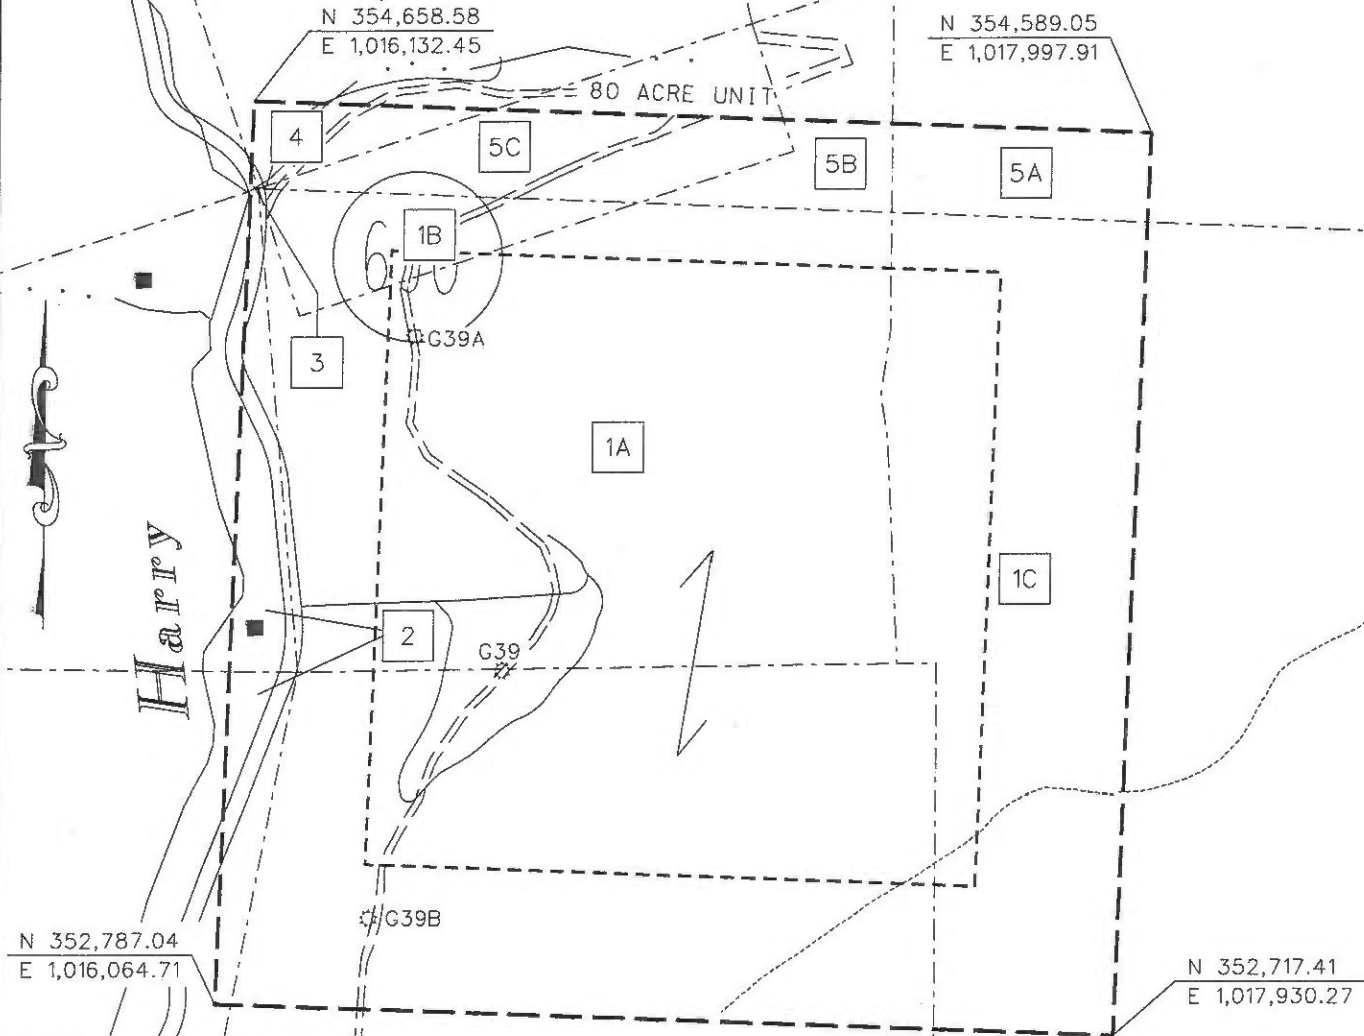 N 354,658.58
E 1,016,132.45
N 354,589.05
E 1,017,997.91
80 ACRE UNIT
4
5C
5B
5A
1B
G39A
3
1A
Harry
1C
2
G39
G39B
N 352,787.04
E 1,016,064.71
N 352,717.41
E 1,017,930.27